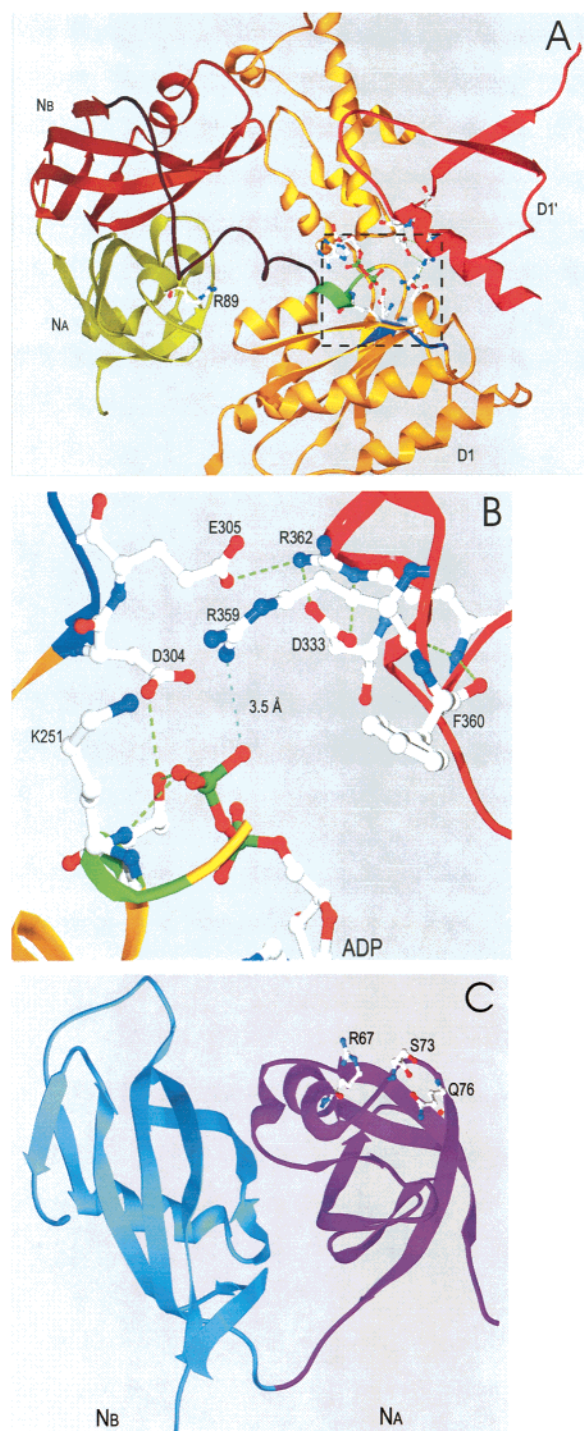 A
NB
D1'
NA
R89
D1
B
E305
R362
R359
D304
D333
3.5 Å
K251
F360
ADP
C
R67
S73
Q76
NB
NA